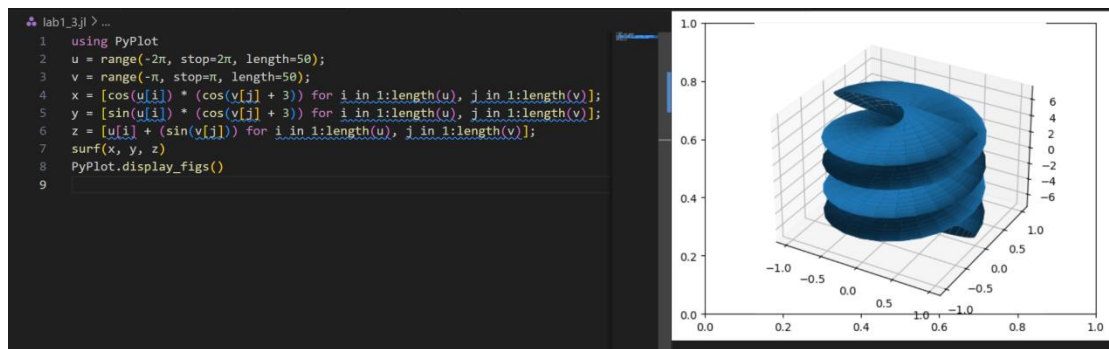 lab1_3.jl > ...
1 using PyPlot
2 u = range(-2π, stop=2π, length=50);
3 v = range(-π, stop=π, length=50);
4 x = [cos(u[i]) * (cos(v[j] + 3)) for i in 1:length(u), j in 1:length(v)];
5 y = [sin(u[i]) * (cos(v[j] + 3)) for i in 1:length(u), j in 1:length(v)];
6 z = [u[i] + (sin(v[j])) for i in 1:length(u), j in 1:length(v)];
7 surf(x, y, z)
8 PyPlot.display_figs()
9
1.0
0.8
0.6
0.4
0.2
0.0
0.0 0.2 0.4 0.6 0.8 1.0
6
4
2
0
−2
−4
−6
−1.0
−0.5
0.0
0.5
1.0
1.0
0.5
0.0
−0.5
−1.0